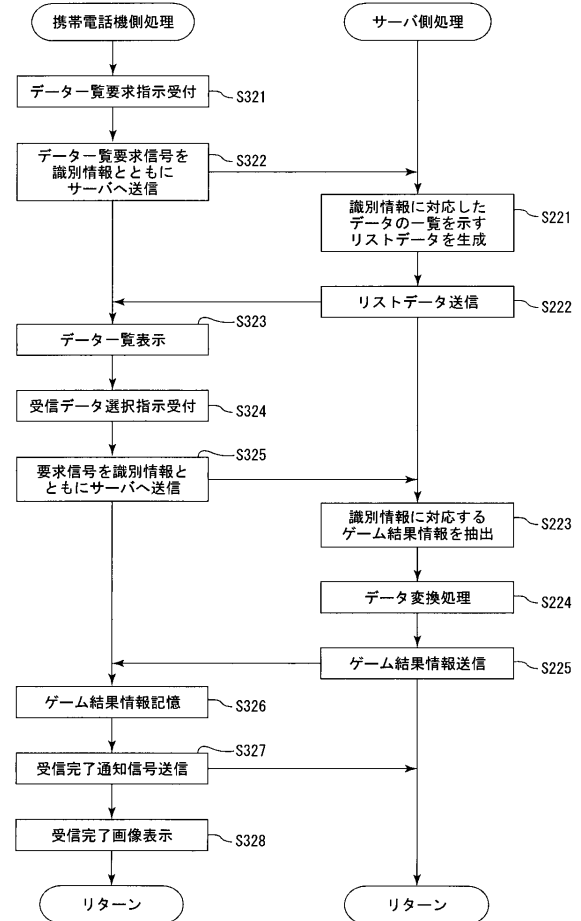 携帯電話機側処理
サーバ側処理
データ一覧要求指示受付
S321
データ一覧要求信号を
識別情報とともに
サーバへ送信
S322
識別情報に対応した
データの一覧を示す
リストデータを生成
S221
リストデータ送信
S222
データ一覧表示
S323
受信データ選択指示受付
S324
要求信号を識別情報と
ともにサーバへ送信
S325
識別情報に対応する
ゲーム結果情報を抽出
S223
データ変換処理
S224
ゲーム結果情報送信
S225
ゲーム結果情報記憶
S326
受信完了通知信号送信
S327
受信完了画像表示
S328
リターン
リターン